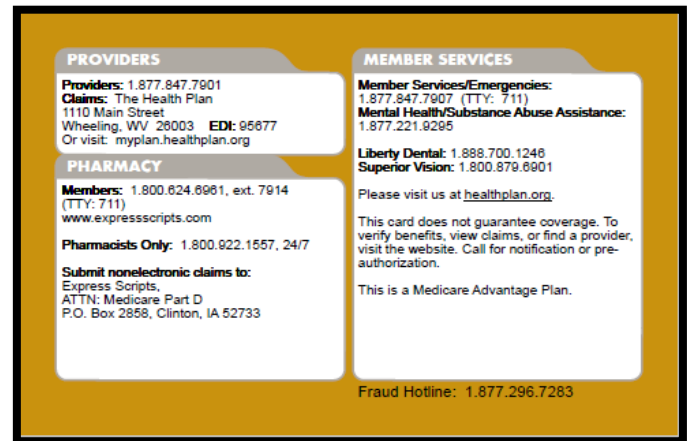 PROVIDERS
Providers: 1.877.847.7901
Claims: The Health Plan
1110 Main Street
Wheeling, WV 26003 EDI: 95677
Or visit: myplan.healthplan.org
PHARMACY
Members: 1.800.624.6961, ext. 7914
(TTY: 711)
www.expressscripts.com
Pharmacists Only: 1.800.922.1557, 24/7
Submit nonelectronic claims to:
Express Scripts,
ATTN: Medicare Part D
P.O. Box 2858, Clinton, IA 52733
MEMBER SERVICES
Member Services/Emergencies:
1.877.847.7907 (TTY: 711)
Mental Health/Substance Abuse Assistance:
1.877.221.9295
Liberty Dental: 1.888.700.1246
Superior Vision: 1.800.879.6901
Please visit us at healthplan.org.
This card does not guarantee coverage. To
verify benefits, view claims, or find a provider,
visit the website. Call for notification or pre-
authorization.
This is a Medicare Advantage Plan.
Fraud Hotline: 1.877.296.7283